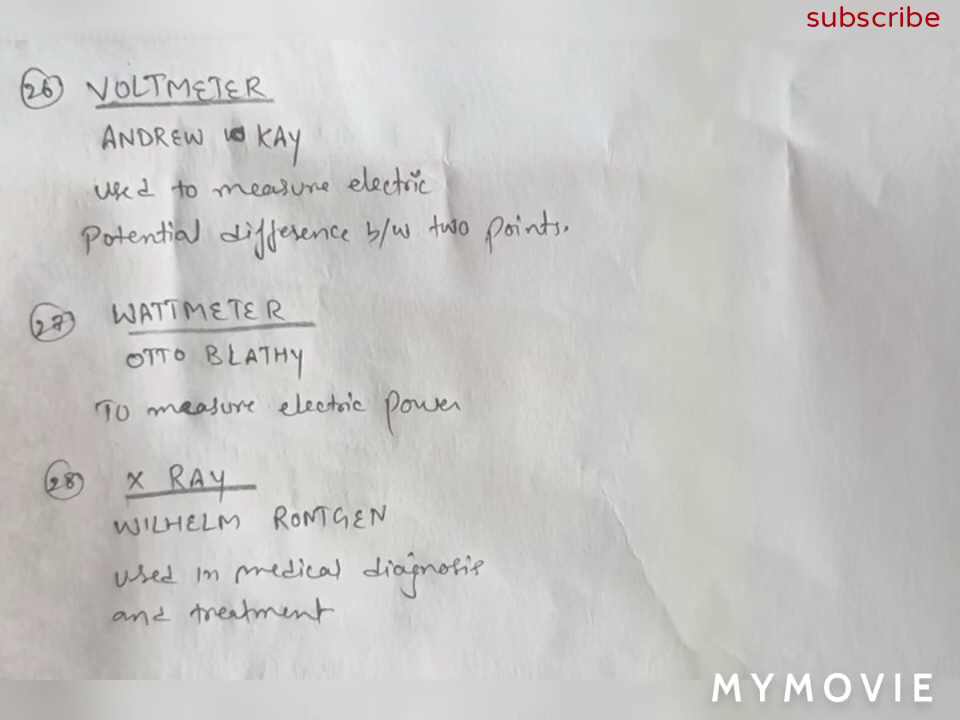 subscribe
26 VOLTMETER
ANDREW KAY
used to measure electric
Potential difference b/w two points.
27 WATTMETER
OTTO BLATHY
TO measure electric power
28 X RAY
WILHELM RONTGEN
used in medical diagnosis
and treatment
MYMOVIE